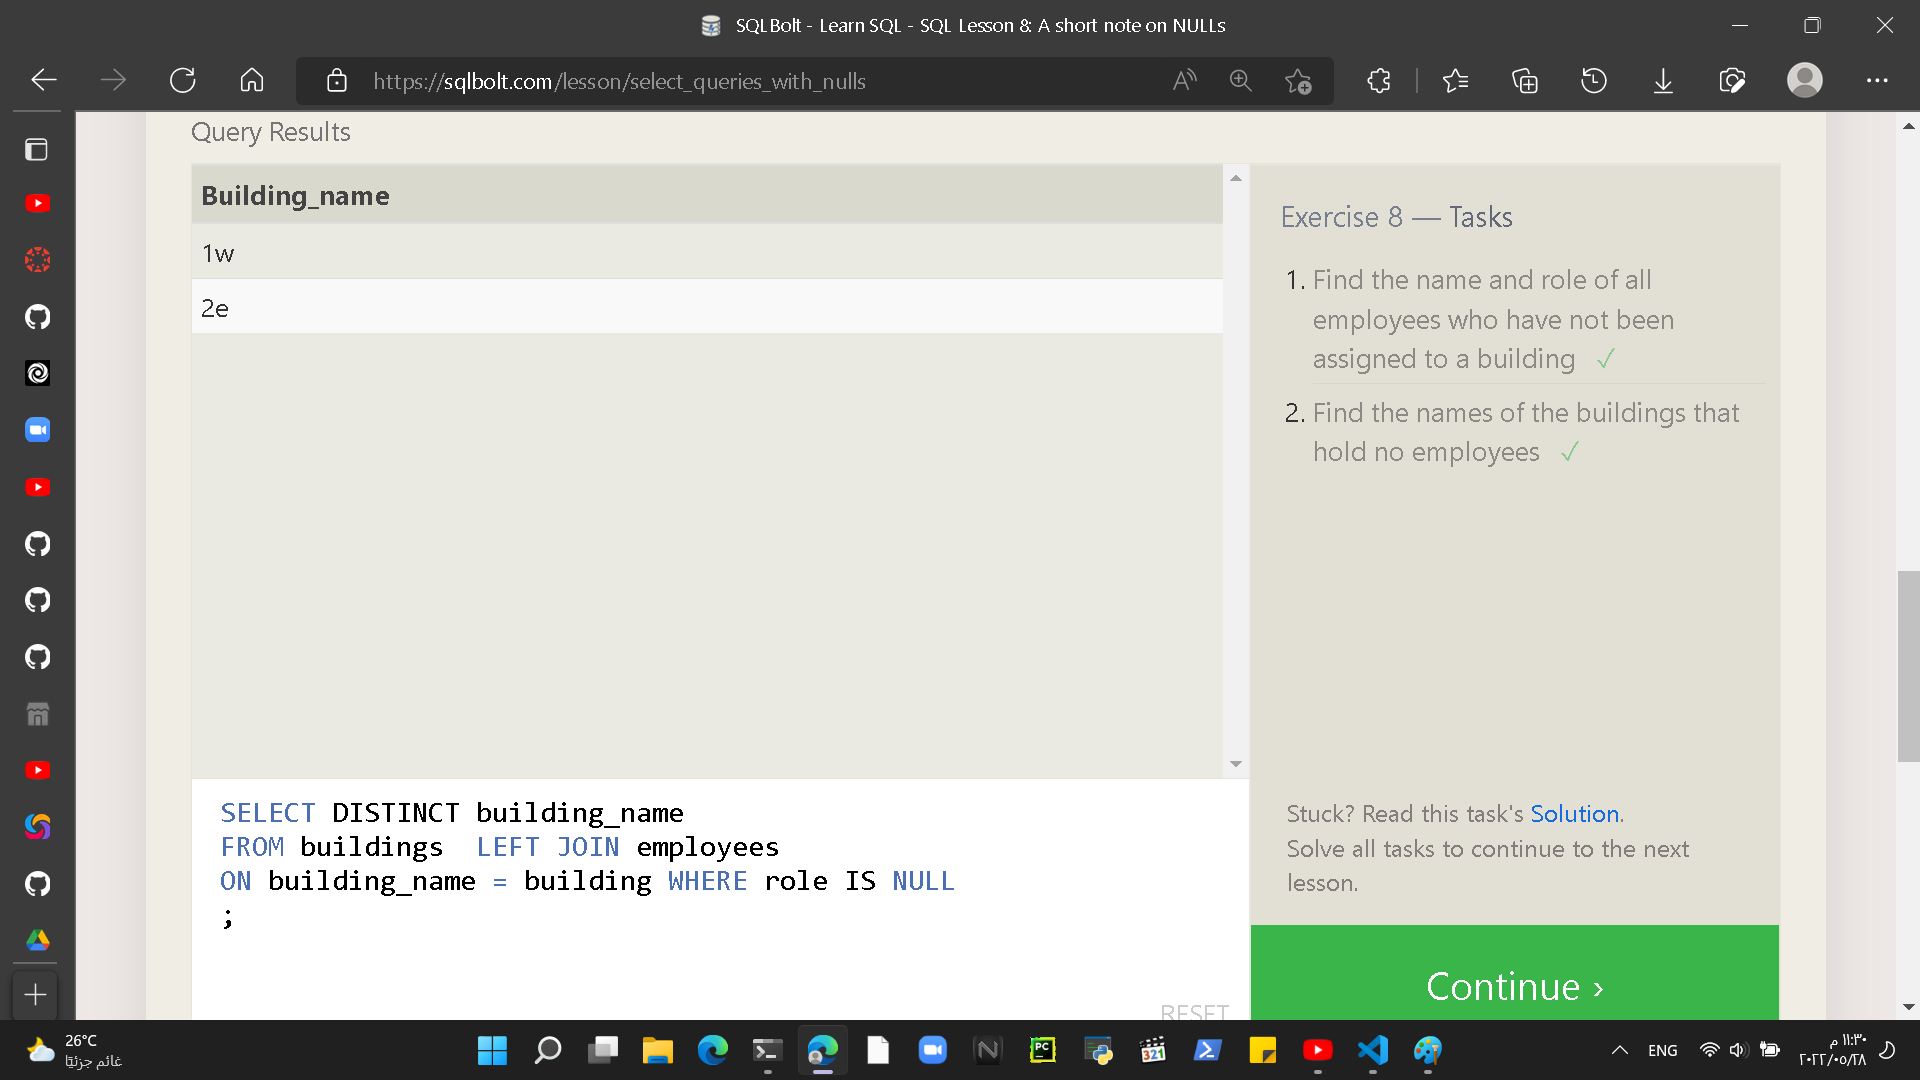 SQLBolt - Learn SQL - SQL Lesson 8: A short note on NULLs
https://sqlbolt.com/lesson/select_queries_with_nulls
Query Results
Building_name
1w
2e
Exercise 8 — Tasks
1. Find the name and role of all
employees who have not been
assigned to a building ✓
2. Find the names of the buildings that
hold no employees ✓
SELECT DISTINCT building_name
FROM buildings  LEFT JOIN employees
ON building_name = building WHERE role IS NULL
;
RESET
Stuck? Read this task's Solution.
Solve all tasks to continue to the next
lesson.
Continue ›
26°C
غائم جزئيًا
PC
321
ENG
١١:٣٠ م
٢٠٢٢/٠٥/٢٨